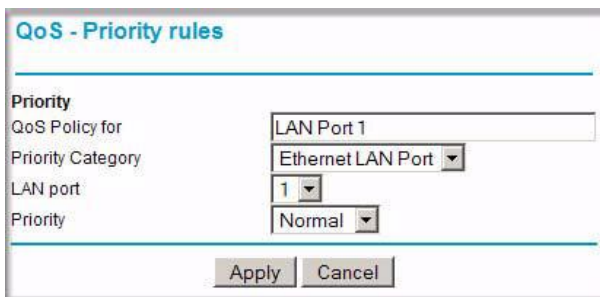 QoS - Priority rules
Priority
QoS Policy for LAN Port 1
Priority Category Ethernet LAN Port
LAN port 1
Priority Normal
Apply Cancel